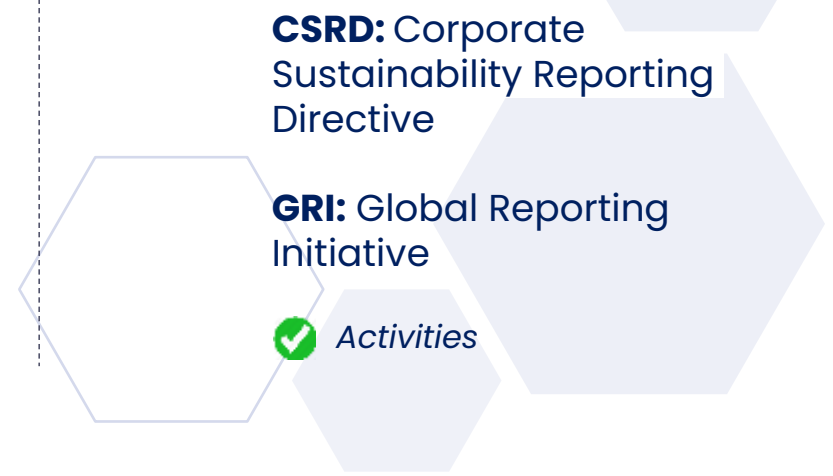 CSRD: Corporate
Sustainability Reporting
Directive
GRI: Global Reporting
Initiative
Activities